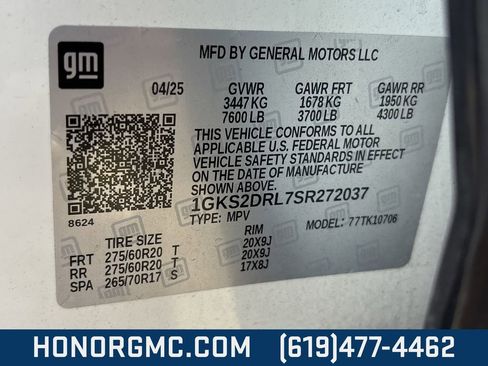 gm
MFD BY GENERAL MOTORS LLC
04/25 GVWR GAWR FRT GAWR RR
3447 KG 1678 KG 1950 KG
7600 LB 3700 LB 4300 LB
THIS VEHICLE CONFORMS TO ALL
APPLICABLE U.S. FEDERAL MOTOR
VEHICLE SAFETY STANDARDS IN EFFECT
ON DATE OF MANUFACTURE
1GKS2DRL7SR272037
8624 TYPE: MPV MODEL: 77TK10706
TIRE SIZE RIM
FRT 275/60R20 T 20X9J
RR 275/60R20 T 20X9J
SPA 265/70R17 S 17X8J
HONORGMC.COM (619)477-4462